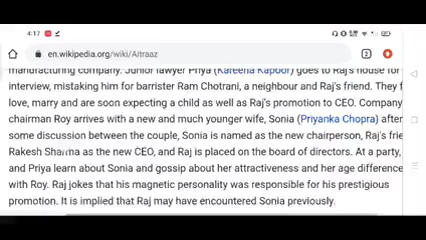 4:17
en.wikipedia.org/wiki/Aitraaz
2
manufacturing company. Junior lawyer Priya (Kareena Kapoor) goes to Raj's house for
interview, mistaking him for barrister Ram Chotrani, a neighbour and Raj's friend. They f
love, marry and are soon expecting a child as well as Raj's promotion to CEO. Company
chairman Roy arrives with a new and much younger wife, Sonia (Priyanka Chopra) after
some discussion between the couple, Sonia is named as the new chairperson, Raj's frie
Rakesh Sharma as the new CEO, and Raj is placed on the board of directors. At a party,
and Priya learn about Sonia and gossip about her attractiveness and her age difference
with Roy. Raj jokes that his magnetic personality was responsible for his prestigious
promotion. It is implied that Raj may have encountered Sonia previously.